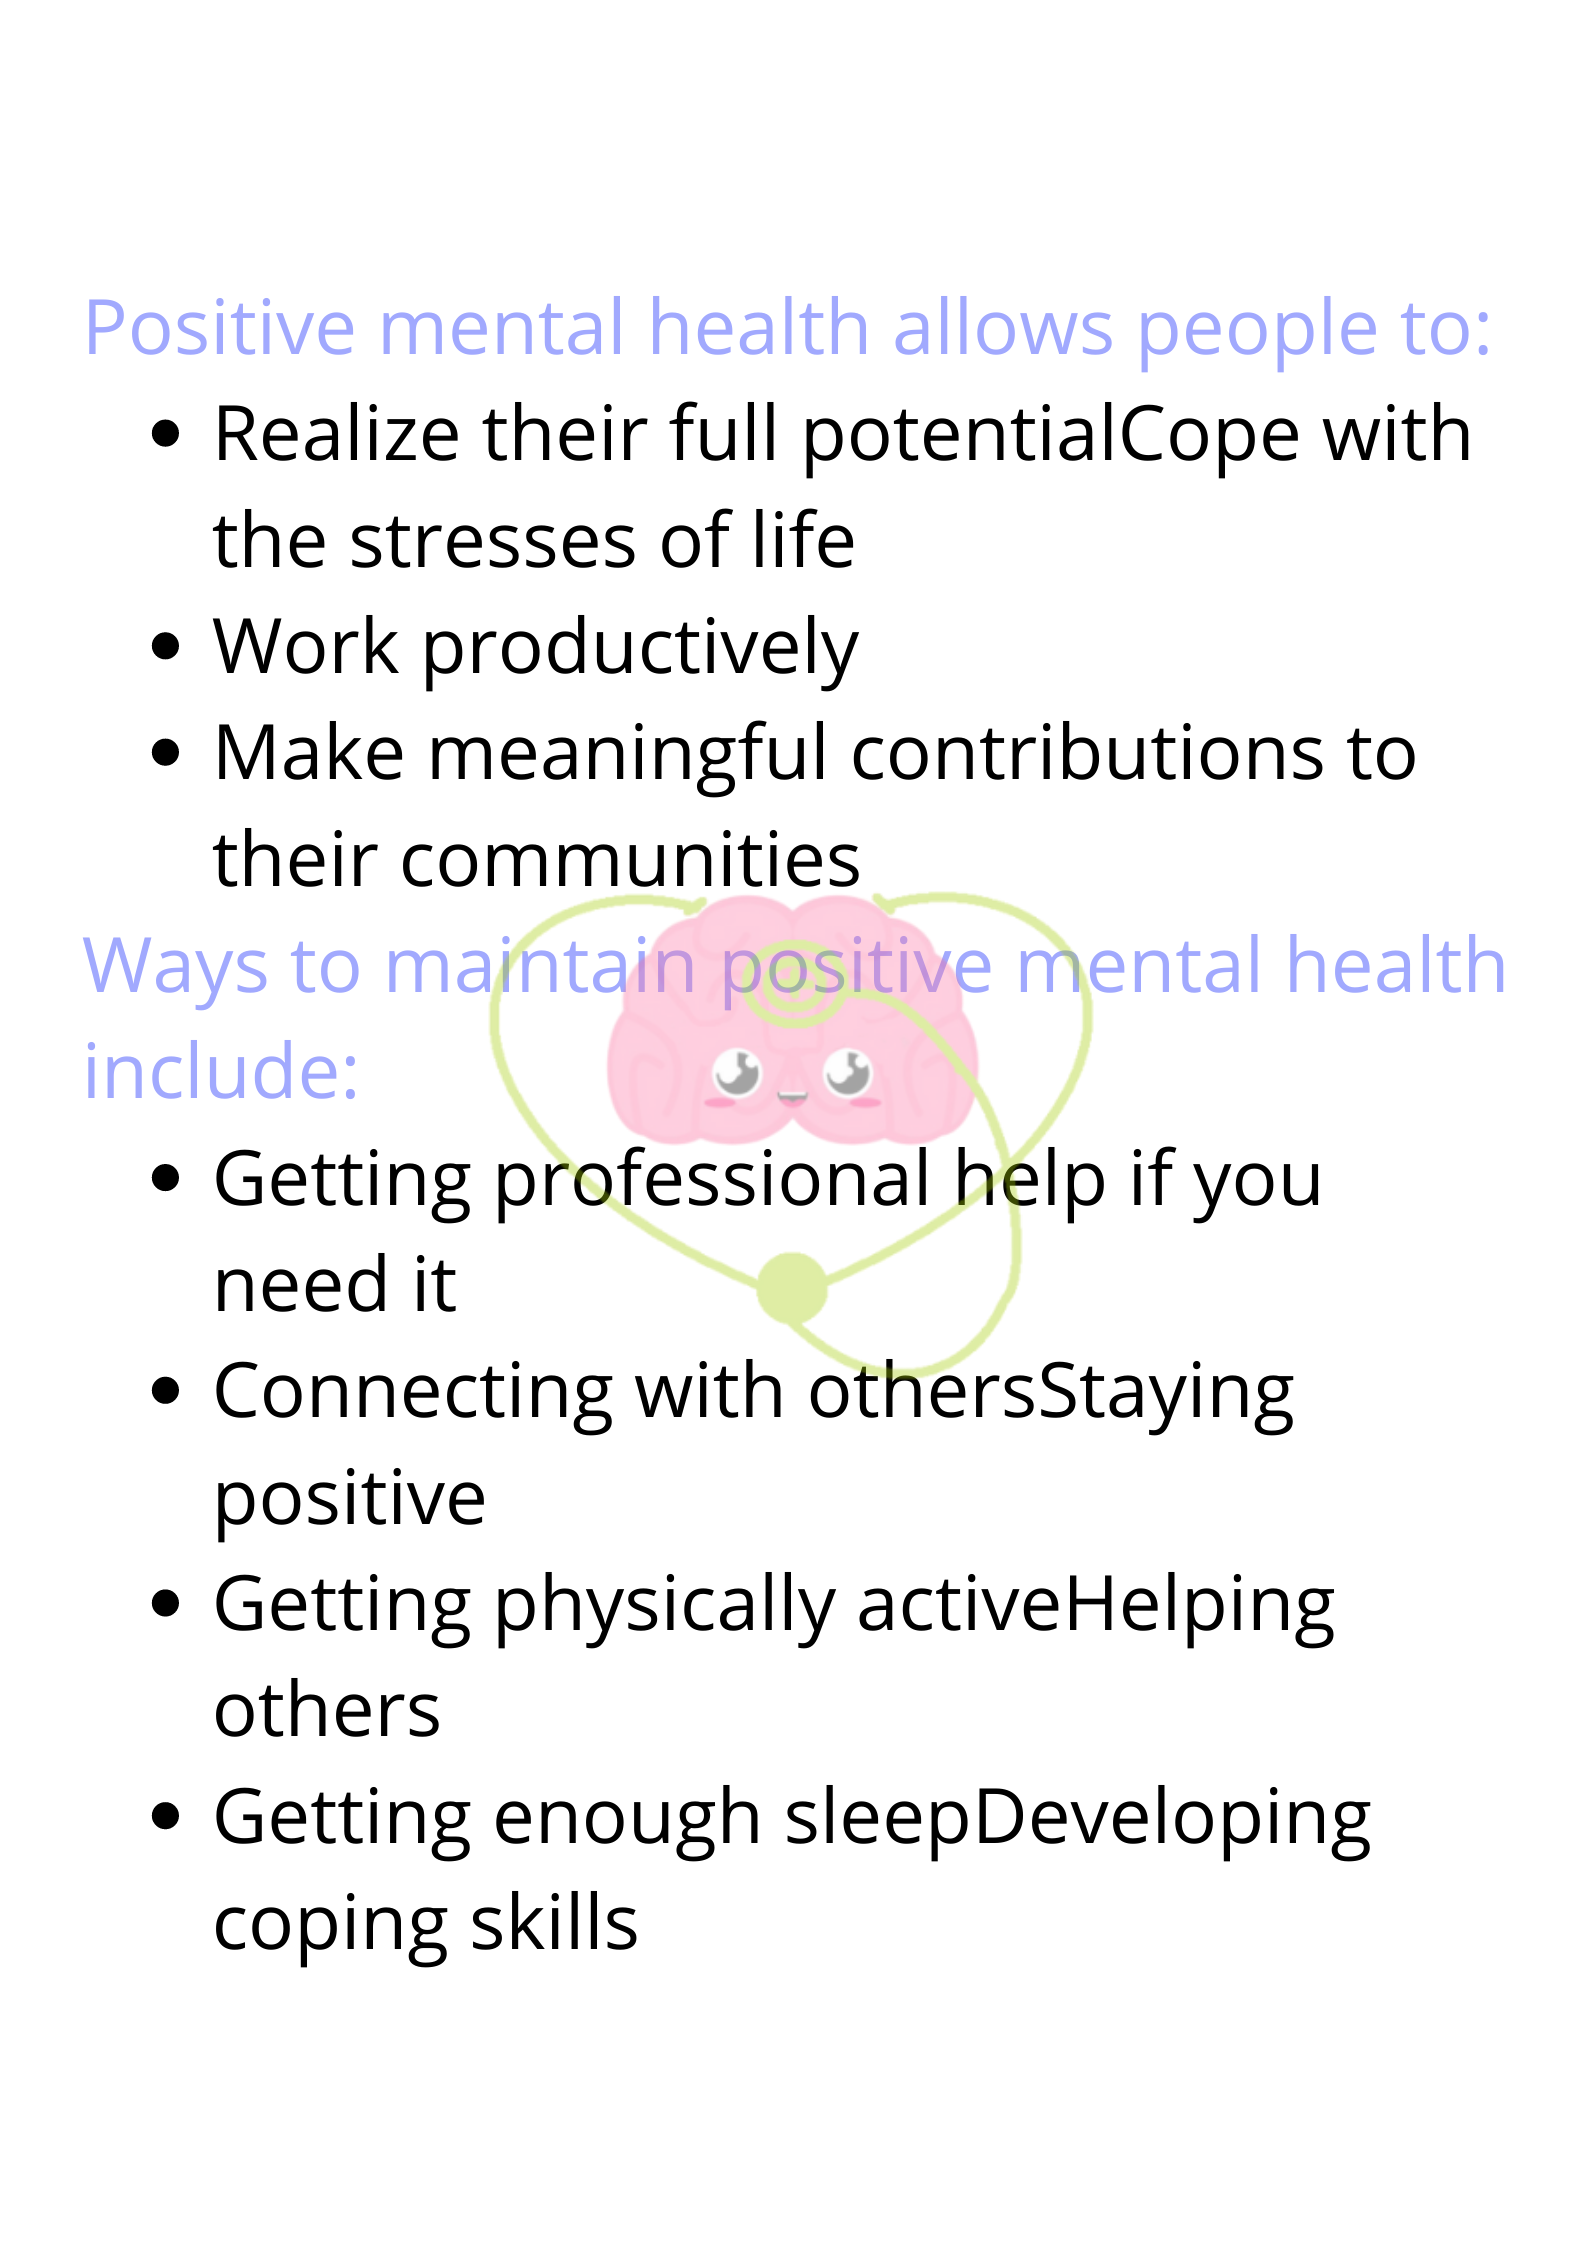 Positive mental health allows people to:
• Realize their full potentialCope with
the stresses of life
• Work productively
• Make meaningful contributions to
their communities
Ways to maintain positive mental health
include:
• Getting professional help if you
need it
• Connecting with othersStaying
positive
• Getting physically activeHelping
others
• Getting enough sleepDeveloping
coping skills